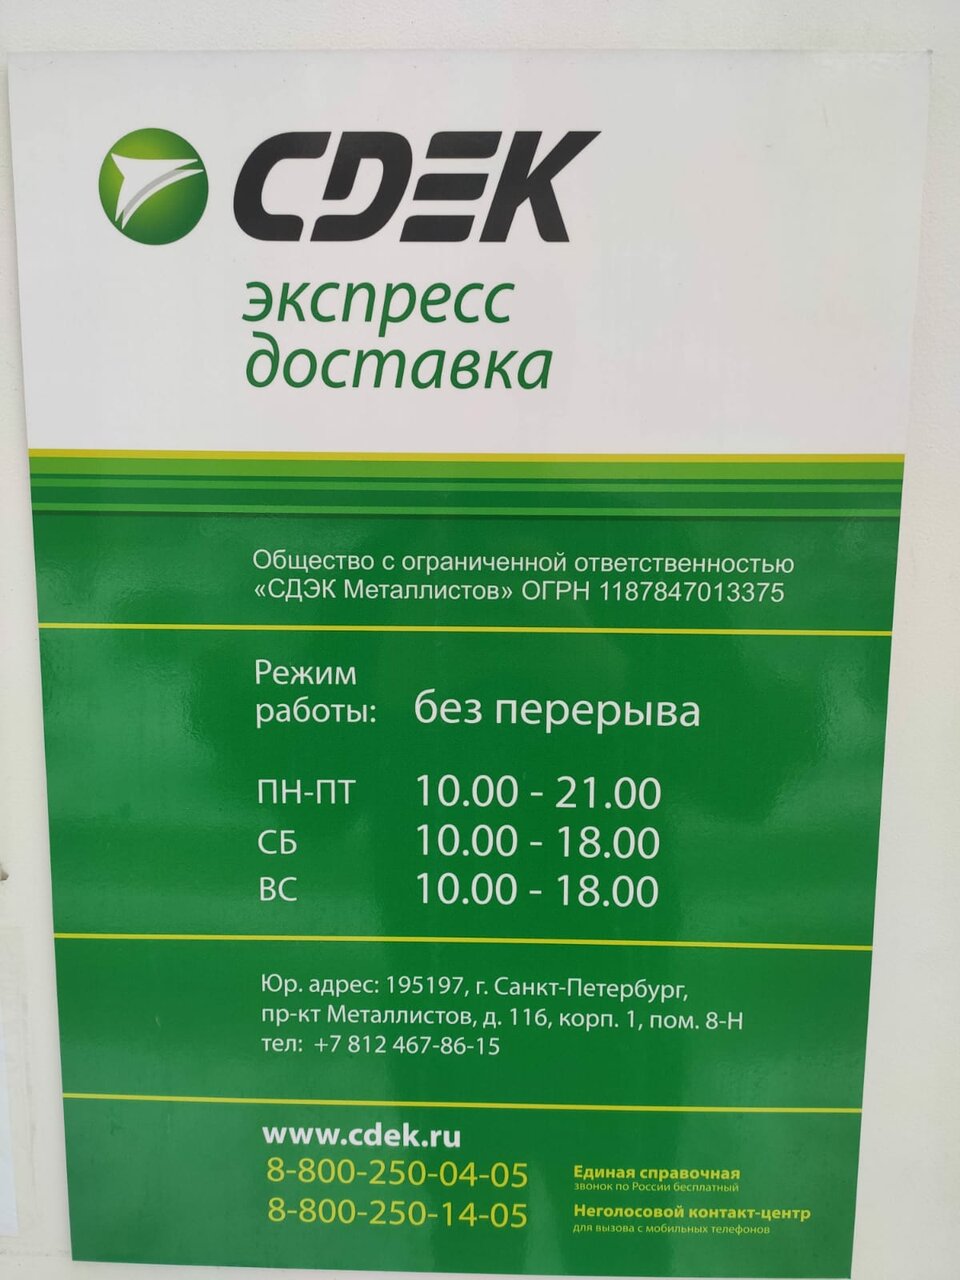 CDEK
экспресс
доставка
Общество с ограниченной ответственностью
«СДЭК Металлистов» ОГРН 1187847013375
Режим
работы: без перерыва
ПН-ПТ 10.00 - 21.00
СБ 10.00 - 18.00
ВС 10.00 - 18.00
Юр. адрес: 195197, г. Санкт-Петербург,
пр-кт Металлистов, д. 116, корп. 1, пом. 8-Н
тел: +7 812 467-86-15
www.cdek.ru
8-800-250-04-05 Единая справочная
звонок по России бесплатный
8-800-250-14-05 Неголосовой контакт-центр
для вызова с мобильных телефонов